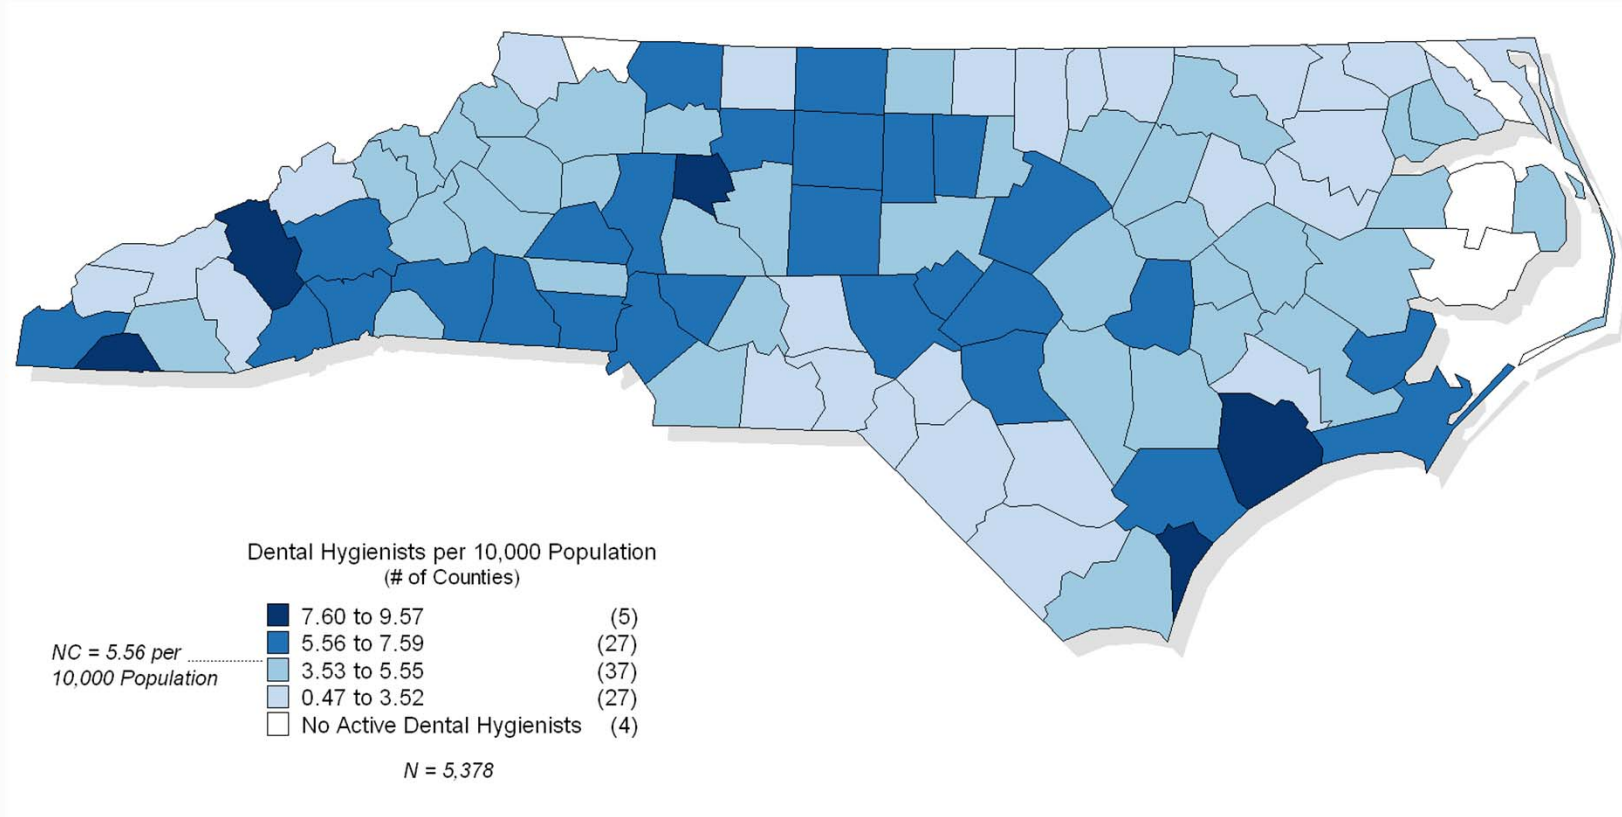 Dental Hygienists per 10,000 Population
(# of Counties)
7.60 to 9.57 (5)
5.56 to 7.59 (27)
NC = 5.56 per
10,000 Population
3.53 to 5.55 (37)
0.47 to 3.52 (27)
No Active Dental Hygienists (4)
N = 5,378